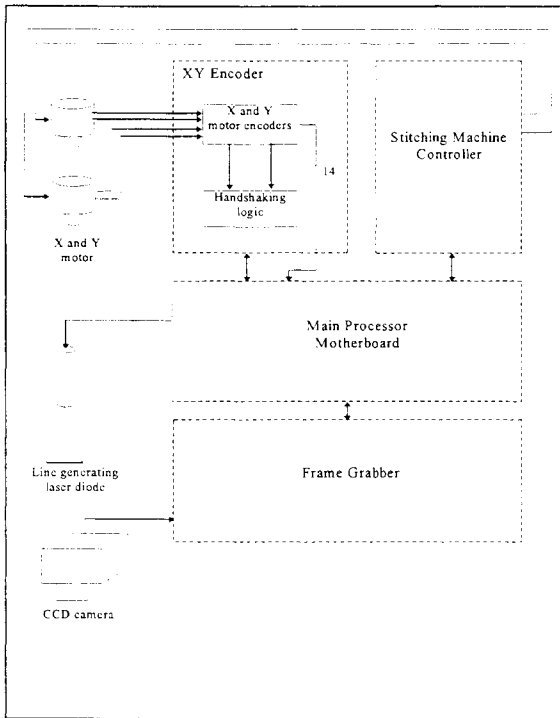 XY Encoder
X and Y
motor encoders
14
Handshaking
logic
Stitching Machine
Controller
X and Y
motor
Main Processor
Motherboard
Line generating
laser diode
Frame Grabber
CCD camera